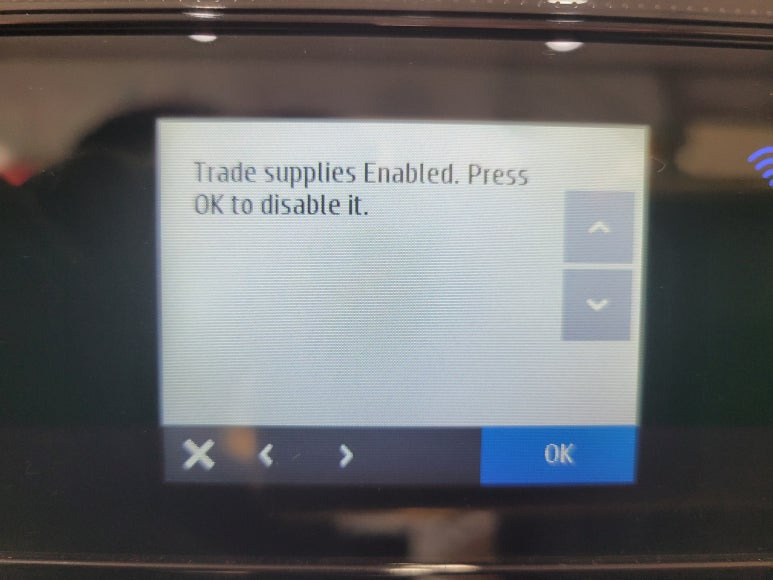 Trade supplies Enabled. Press
OK to disable it.
OK